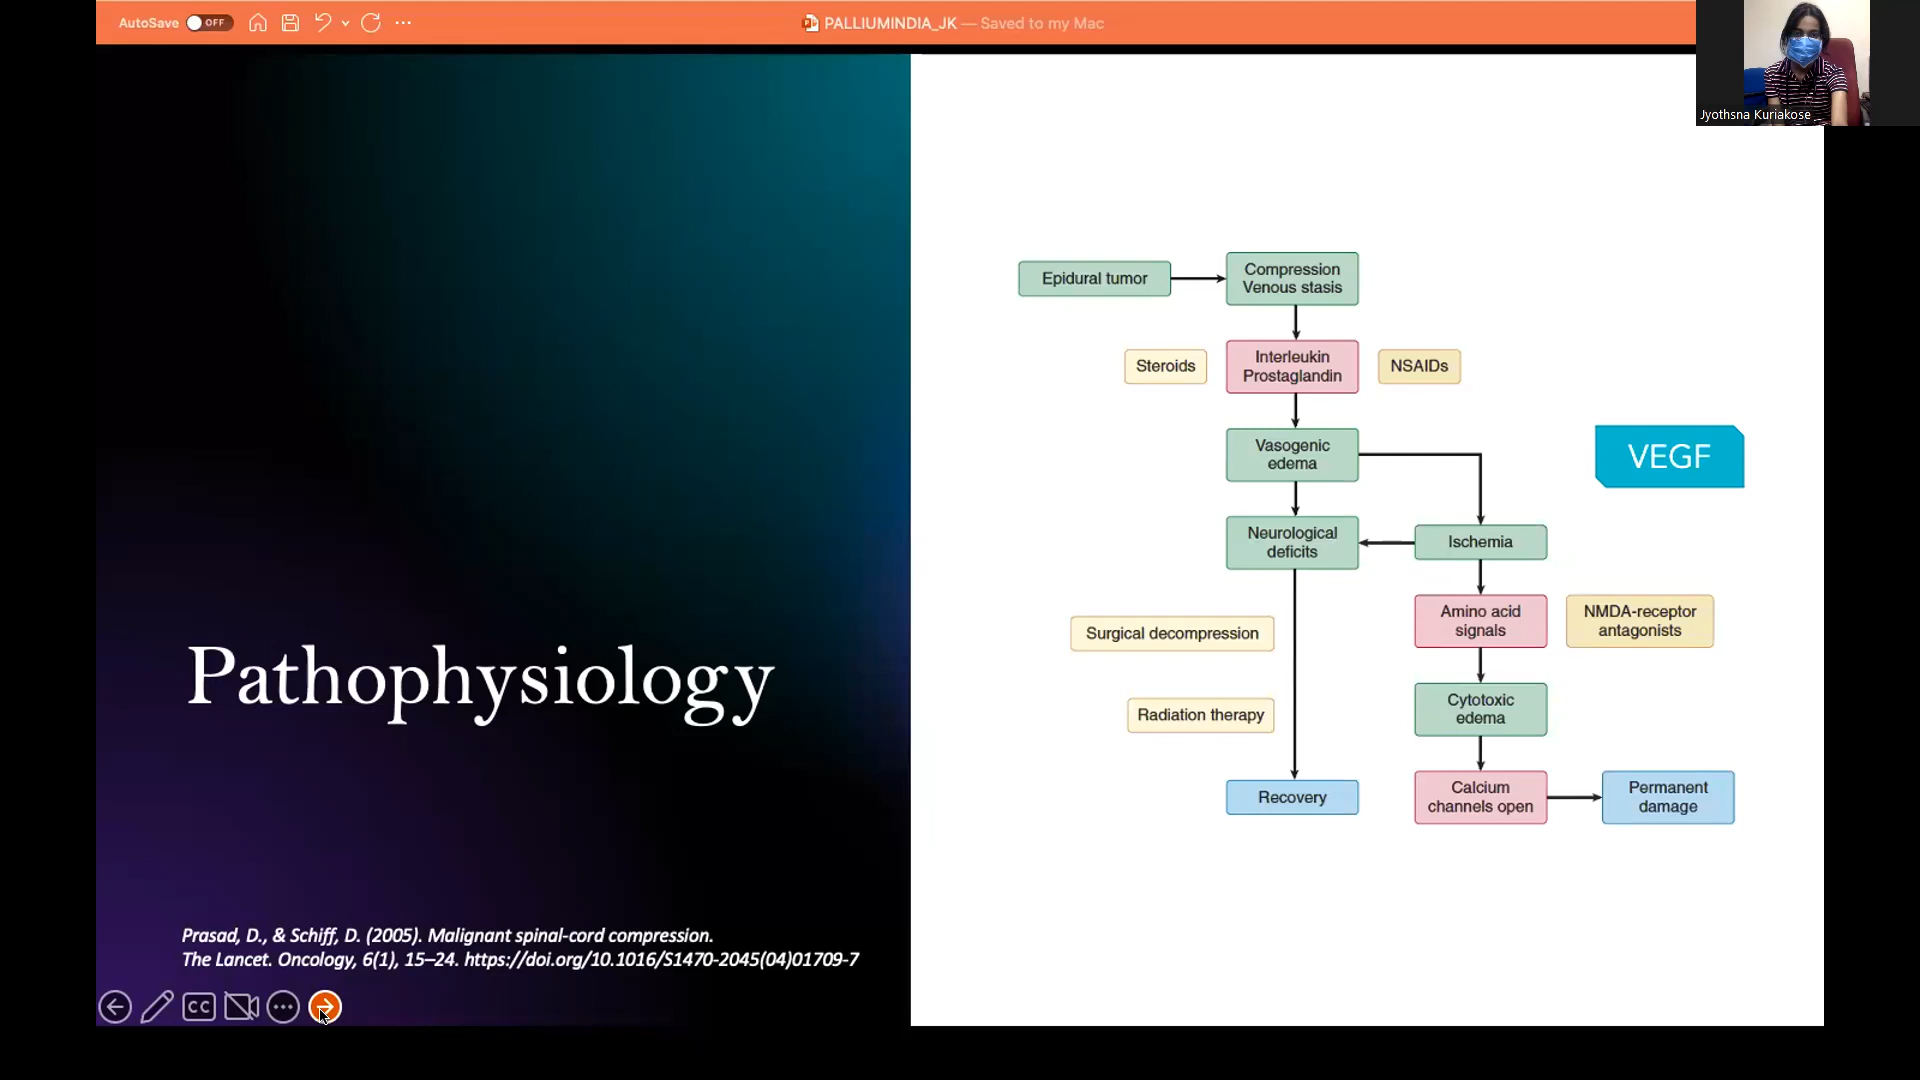 AutoSave OFF
PALLIUMINDIA_JK — Saved to my Mac
Jyothsna Kuriakose
Pathophysiology
Prasad, D., & Schiff, D. (2005). Malignant spinal-cord compression.
The Lancet. Oncology, 6(1), 15–24. https://doi.org/10.1016/S1470-2045(04)01709-7
CC
Epidural tumor
Compression
Venous stasis
Steroids
Interleukin
Prostaglandin
NSAIDs
Vasogenic
edema
VEGF
Neurological
deficits
Ischemia
Amino acid
signals
NMDA-receptor
antagonists
Surgical decompression
Cytotoxic
edema
Radiation therapy
Recovery
Calcium
channels open
Permanent
damage